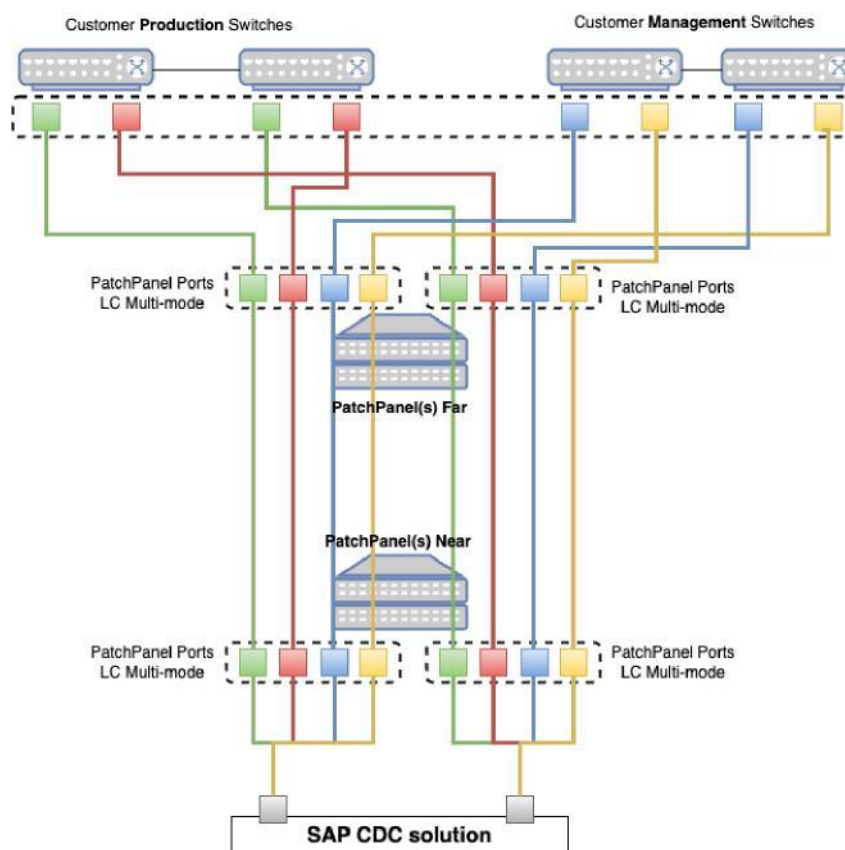 Customer Production Switches
Customer Management Switches
PatchPanel Ports
LC Multi-mode
PatchPanel Ports
LC Multi-mode
PatchPanel(s) Far
PatchPanel(s) Near
PatchPanel Ports
LC Multi-mode
PatchPanel Ports
LC Multi-mode
SAP CDC solution